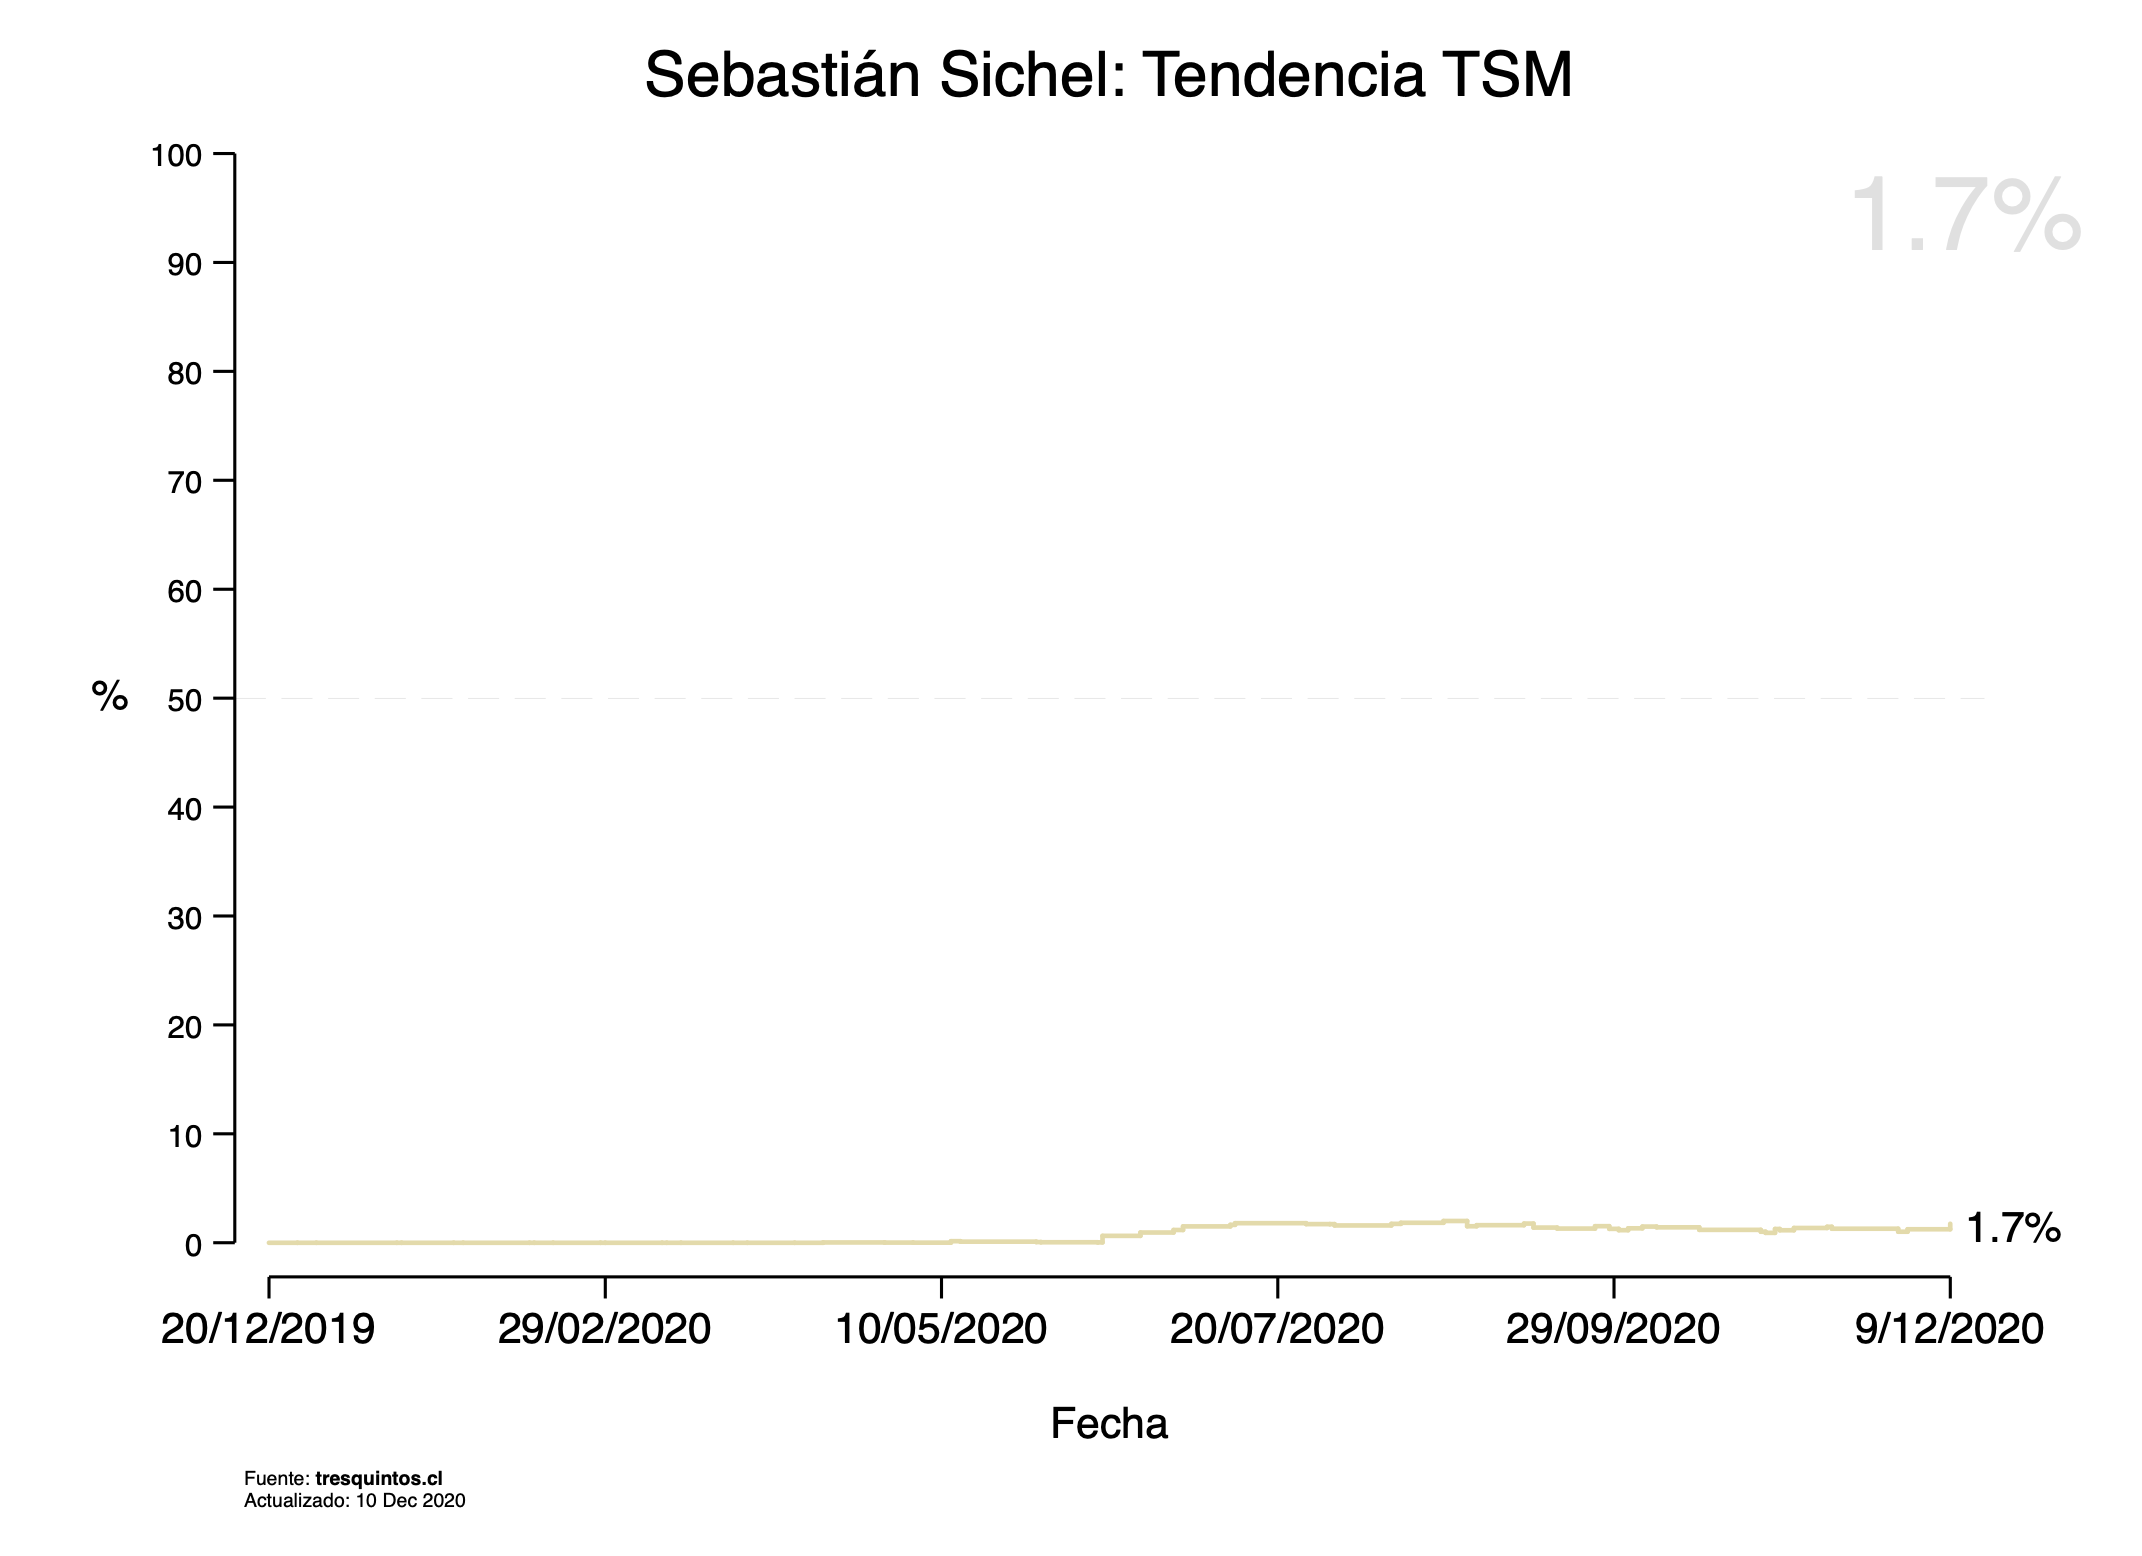 Sebastián Sichel: Tendencia TSM
1.7%
100
90
80
70
60
% 50
40
30
20
10
0
1.7%
20/12/2019 29/02/2020 10/05/2020 20/07/2020 29/09/2020 9/12/2020
Fecha
Fuente: tresquintos.cl
Actualizado: 10 Dec 2020